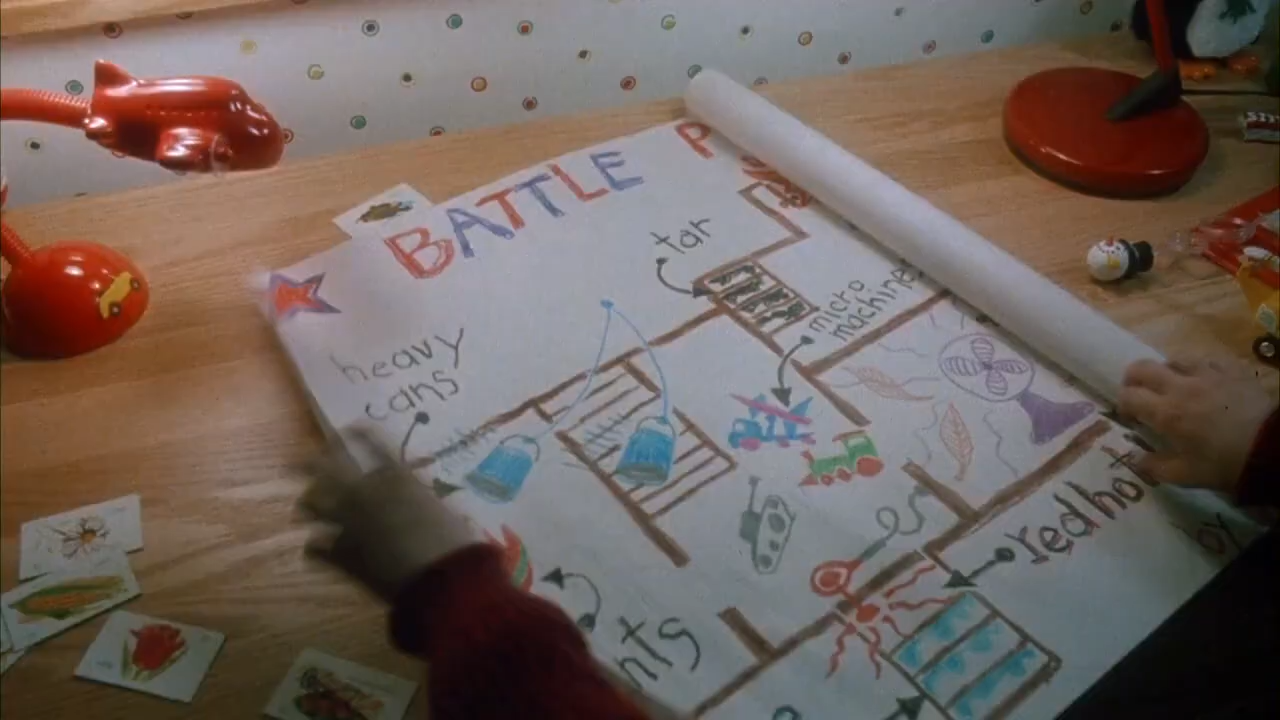 BATTLE P
tar
micro
machines
heavy
cans
red hot
nts